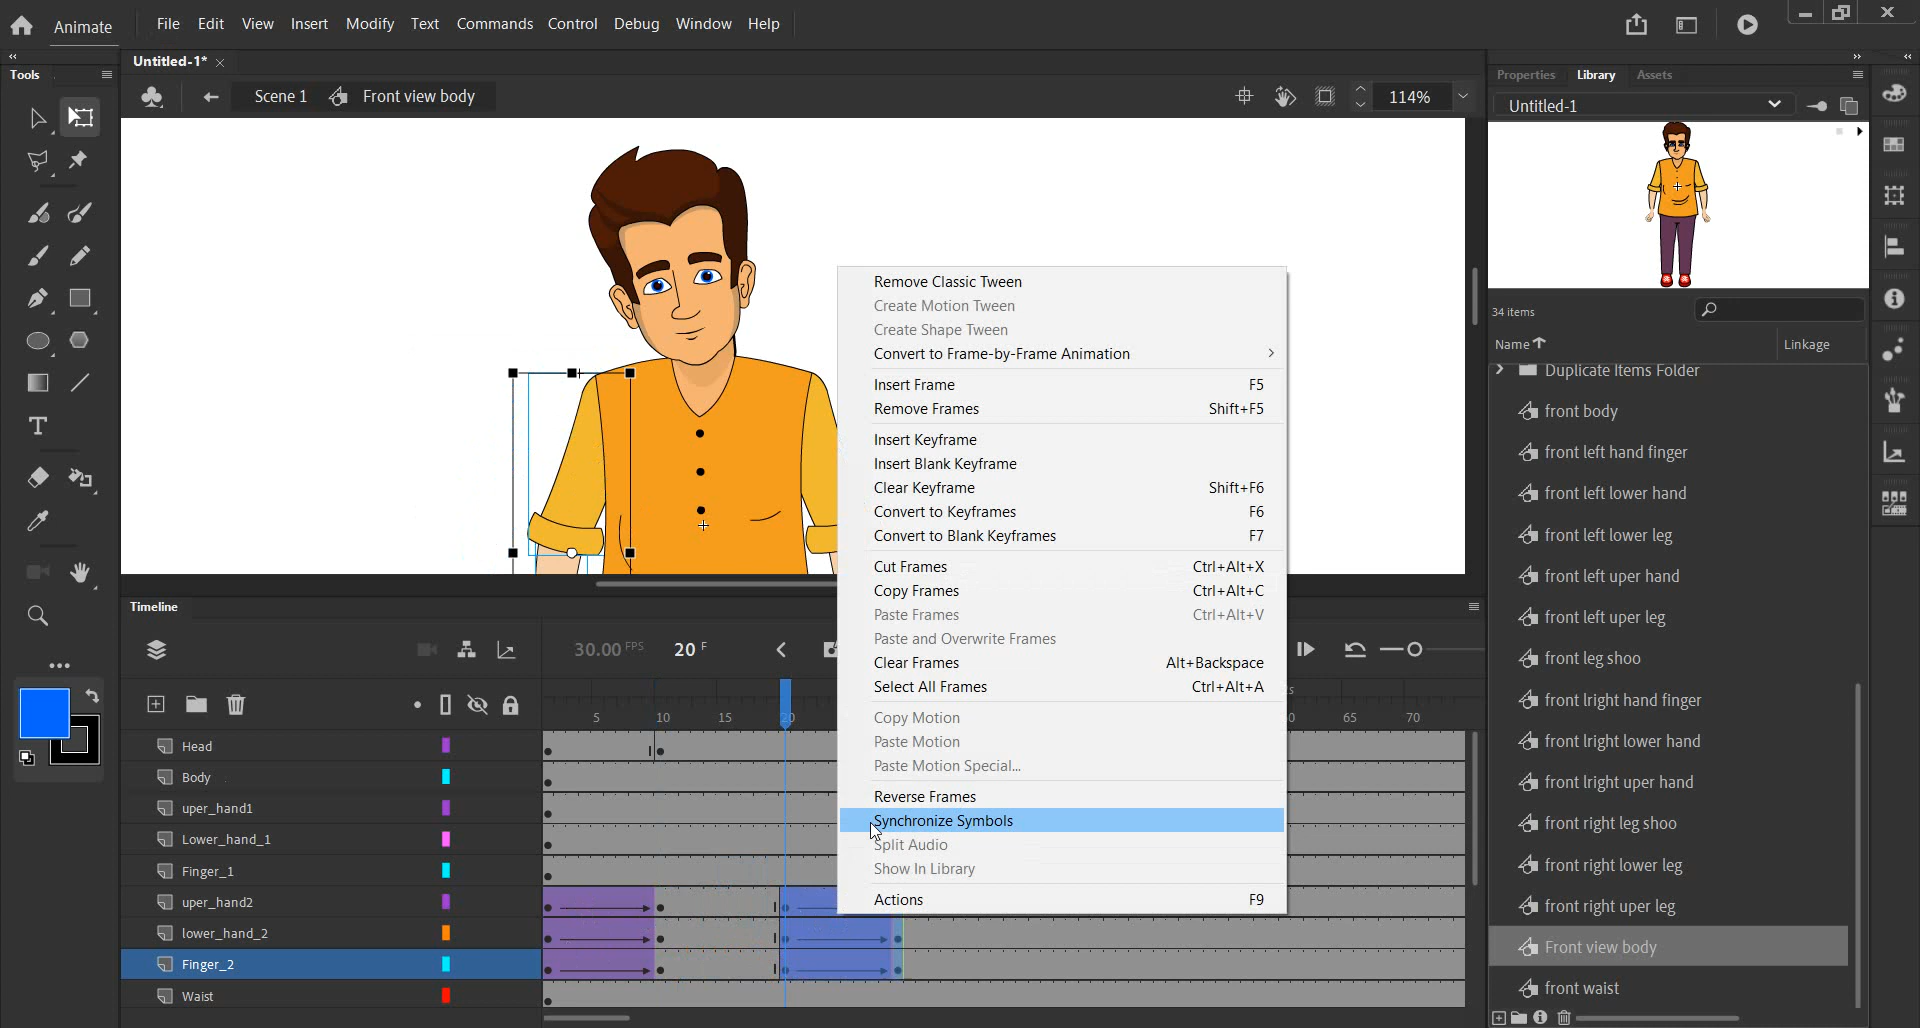 Animate File Edit View Insert Modify Text Commands Control Debug Window Help
Tools
Untitled-1*
Properties Library Assets
Scene 1 Front view body
114%
Untitled-1
34 items
Name Linkage
Duplicate Items Folder
front body
front left hand finger
front left lower hand
front left lower leg
front left uper hand
front left uper leg
front leg shoo
front lright hand finger
front lright lower hand
front lright uper hand
front right leg shoo
front right lower leg
front right uper leg
Front view body
front waist
Remove Classic Tween
Create Motion Tween
Create Shape Tween
Convert to Frame-by-Frame Animation
Insert Frame F5
Remove Frames Shift+F5
Insert Keyframe
Insert Blank Keyframe
Clear Keyframe Shift+F6
Convert to Keyframes F6
Convert to Blank Keyframes F7
Cut Frames Ctrl+Alt+X
Copy Frames Ctrl+Alt+C
Paste Frames Ctrl+Alt+V
Paste and Overwrite Frames
Clear Frames Alt+Backspace
Select All Frames Ctrl+Alt+A
Copy Motion
Paste Motion
Paste Motion Special...
Reverse Frames
Synchronize Symbols
Split Audio
Show In Library
Actions F9
Timeline
30.00 FPS 20 F
5 10 15 20 65 70
Head
Body
uper_hand1
Lower_hand_1
Finger_1
uper_hand2
lower_hand_2
Finger_2
Waist